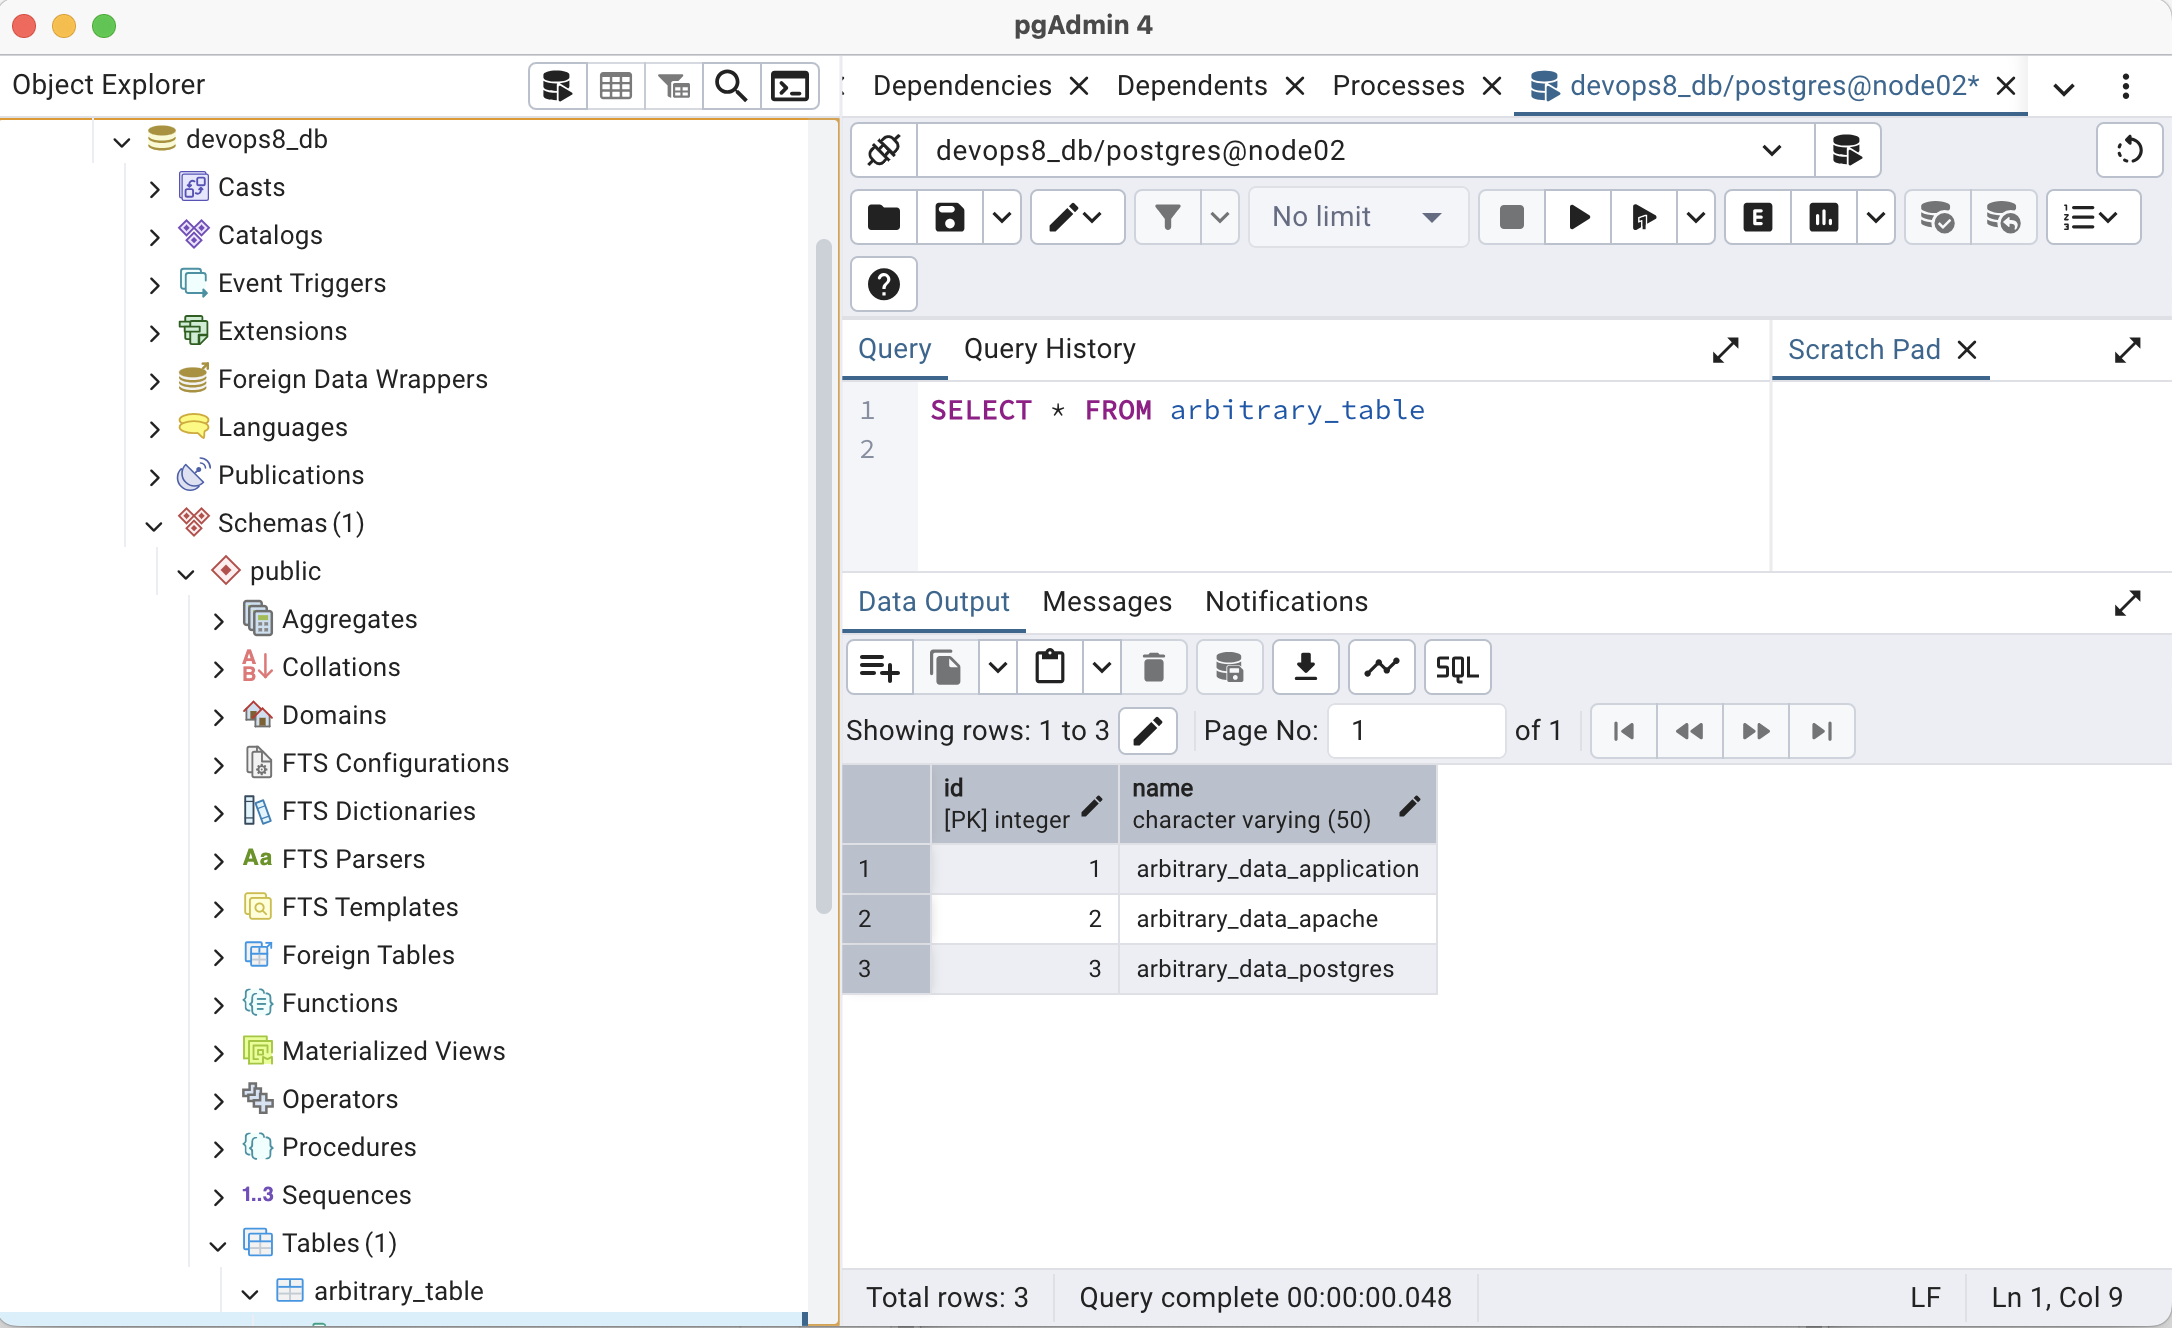 pgAdmin 4
Object Explorer
devops8_db
Casts
Catalogs
Event Triggers
Extensions
Foreign Data Wrappers
Languages
Publications
Schemas (1)
public
Aggregates
Collations
Domains
FTS Configurations
FTS Dictionaries
Aa FTS Parsers
FTS Templates
Foreign Tables
Functions
Materialized Views
Operators
Procedures
1..3 Sequences
Tables (1)
arbitrary_table
Dependencies
Dependents
Processes
devops8_db/postgres@node02*
devops8_db/postgres@node02
No limit
E
Query
Query History
Scratch Pad
1 SELECT * FROM arbitrary_table
2
Data Output
Messages
Notifications
SQL
Showing rows: 1 to 3
Page No: 1 of 1
id
[PK] integer
name
character varying (50)
1 1 arbitrary_data_application
2 2 arbitrary_data_apache
3 3 arbitrary_data_postgres
Total rows: 3
Query complete 00:00:00.048
LF
Ln 1, Col 9